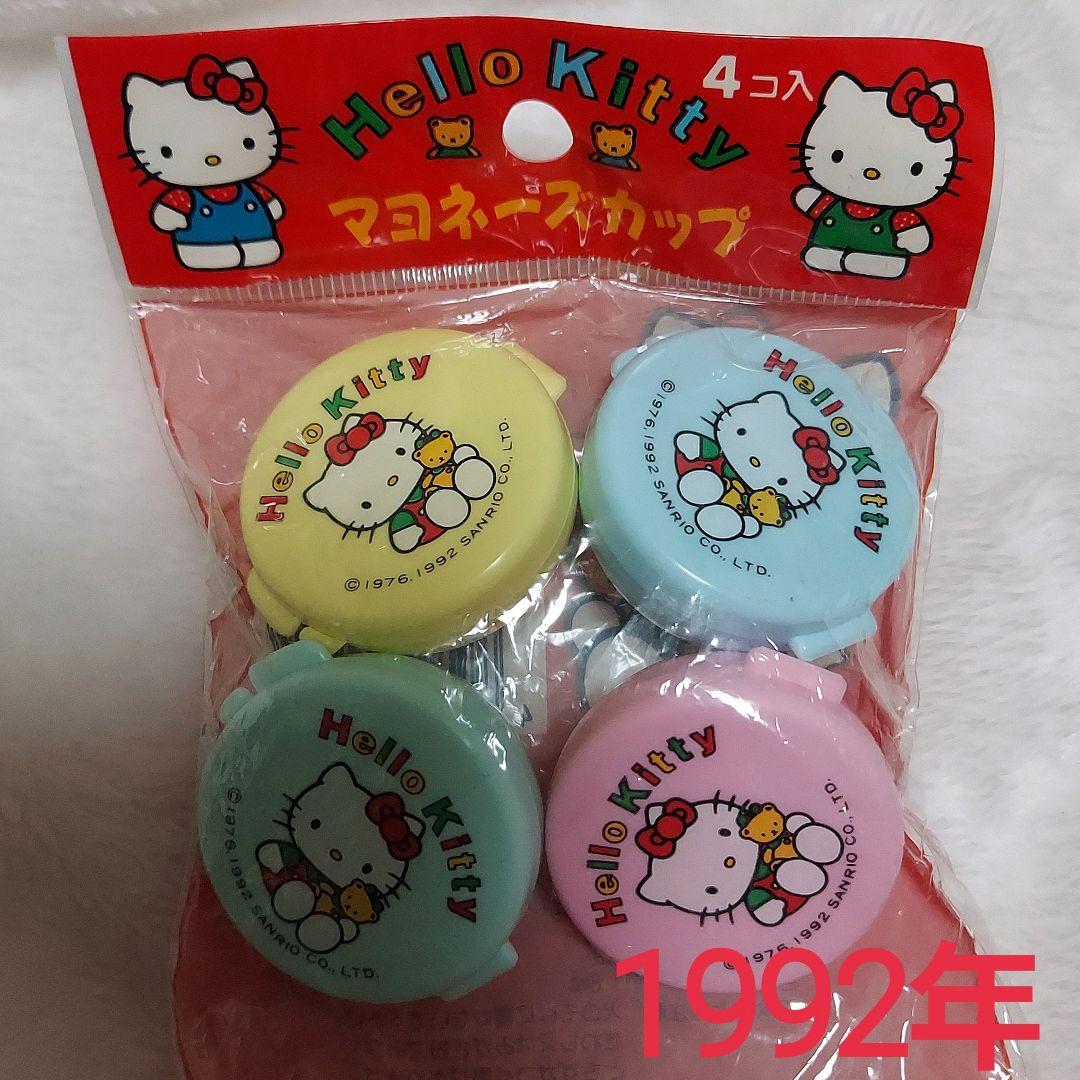 Hello Kitty
4コ入
マヨネーズカップ
Hello Kitty
©1976,1992 SANRIO CO., LTD.
Hello Kitty
©1976,1992 SANRIO CO., LTD.
Hello Kitty
©1976,1992 SANRIO CO., LTD.
Hello Kitty
©1976,1992 SANRIO CO., LTD.
1992年